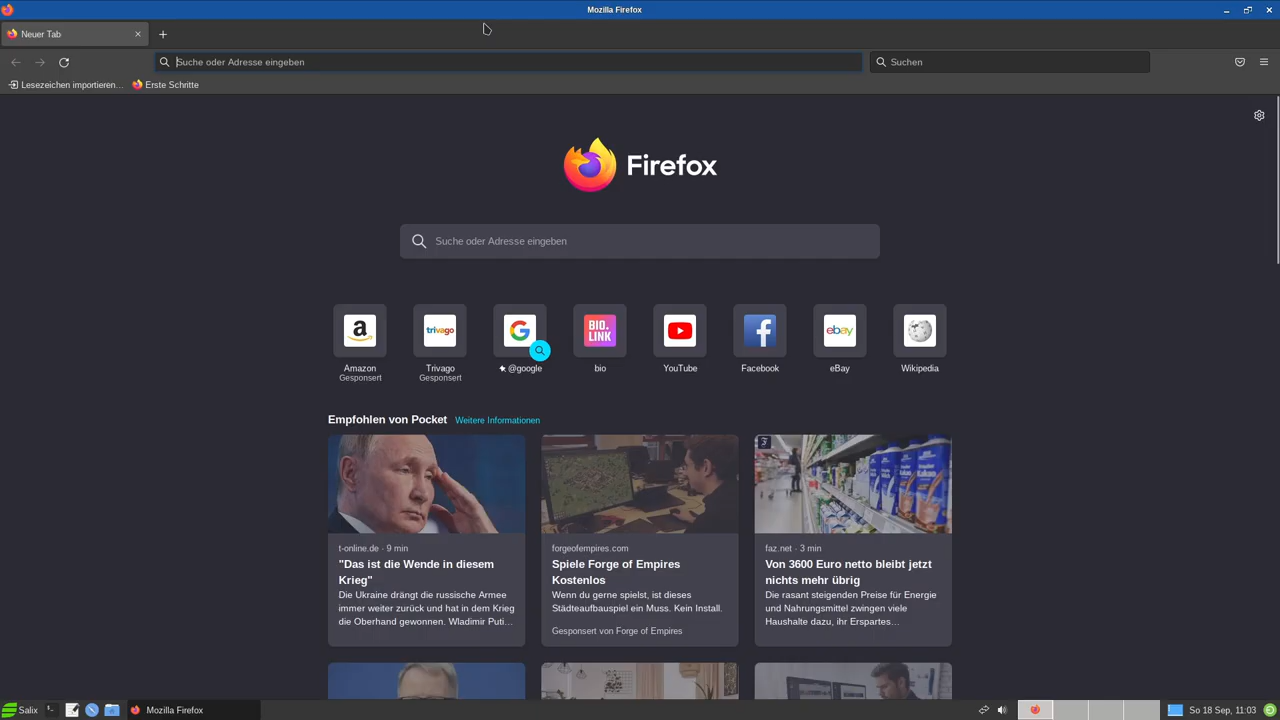 Mozilla Firefox
Neuer Tab
Suche oder Adresse eingeben
Suchen
Lesezeichen importieren…
Erste Schritte
Firefox
Suche oder Adresse eingeben
a
trivago
G
BIO.
LINK
f
ebay
W
Amazon
Gesponsert
Trivago
Gesponsert
@google
bio
YouTube
Facebook
eBay
Wikipedia
Empfohlen von Pocket
Weitere Informationen
t-online.de · 9 min
"Das ist die Wende in diesem
Krieg"
Die Ukraine drängt die russische Armee
immer weiter zurück und hat in dem Krieg
die Oberhand gewonnen. Wladimir Puti…
forgeofempires.com
Spiele Forge of Empires
Kostenlos
Wenn du gerne spielst, ist dieses
Städteaufbauspiel ein Muss. Kein Install.
Gesponsert von Forge of Empires
faz.net · 3 min
Von 3600 Euro netto bleibt jetzt
nichts mehr übrig
Die rasant steigenden Preise für Energie
und Nahrungsmittel zwingen viele
Haushalte dazu, ihr Erspartes…
Salix
Mozilla Firefox
So 18 Sep, 11:03